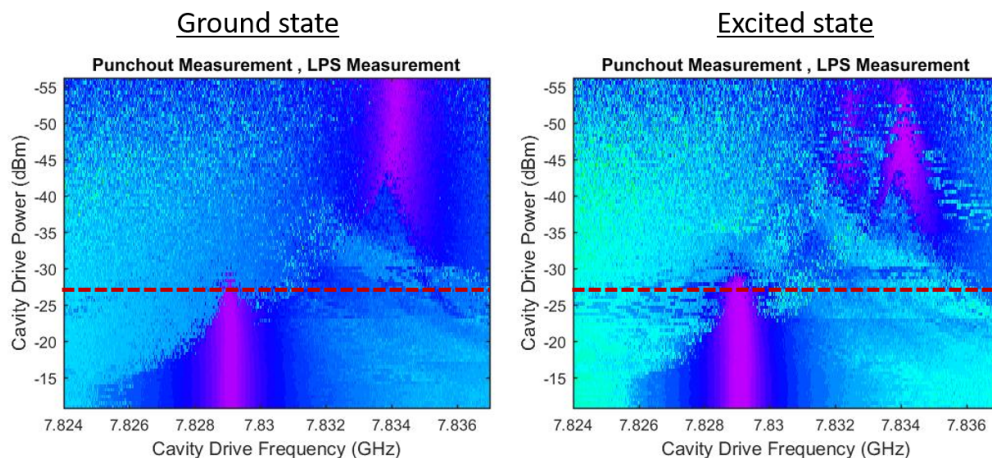 Ground state
Punchout Measurement , LPS Measurement
Cavity Drive Power (dBm)
-55
-50
-45
-40
-35
-30
-25
-20
-15
7.824 7.826 7.828 7.83 7.832 7.834 7.836
Cavity Drive Frequency (GHz)
Excited state
Punchout Measurement , LPS Measurement
Cavity Drive Power (dBm)
-55
-50
-45
-40
-35
-30
-25
-20
-15
7.824 7.826 7.828 7.83 7.832 7.834 7.836
Cavity Drive Frequency (GHz)